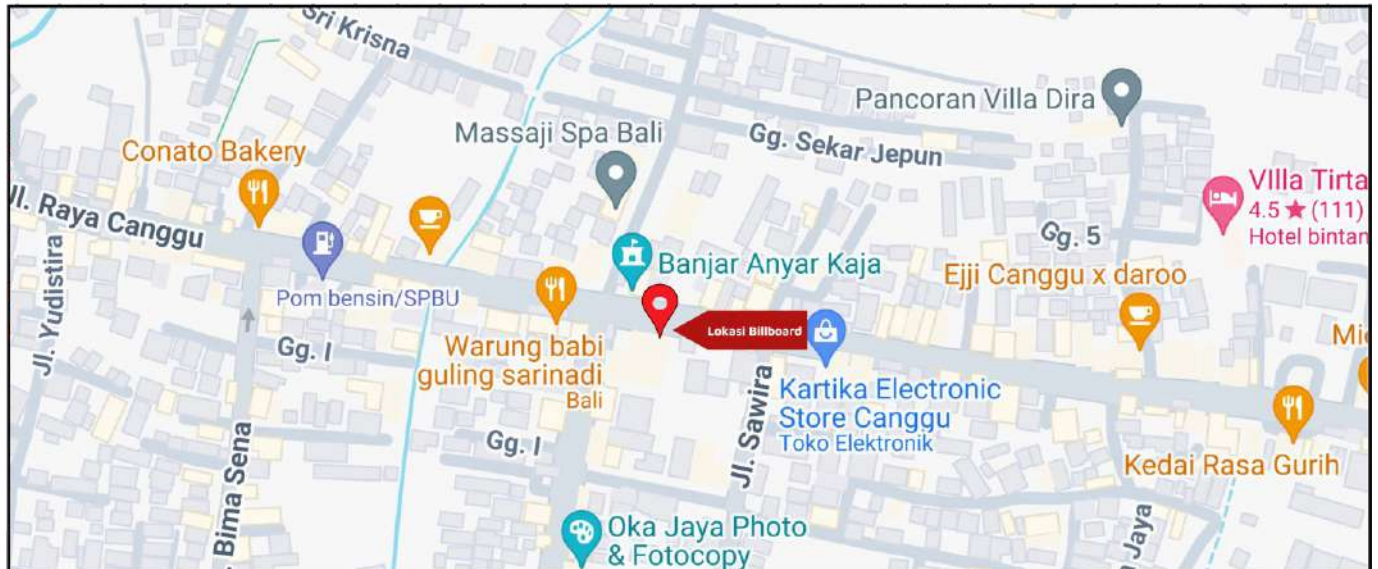 Sri Krisna
Pancoran Villa Dira
Massaji Spa Bali
Gg. Sekar Jepun
Conato Bakery
Jl. Raya Canggu
VIlla Tirta
4.5 ★ (111)
Hotel bintan
Gg. 5
Banjar Anyar Kaja
Ejji Canggu x daroo
Jl. Yudistira
Pom bensin/SPBU
Lokasi Billboard
Gg. I
Warung babi
guling sarinadi
Bali
Mie
Kartika Electronic
Store Canggu
Toko Elektronik
Jl. Sawira
Gg. I
Kedai Rasa Gurih
Bima Sena
Oka Jaya Photo
& Fotocopy
Jaya